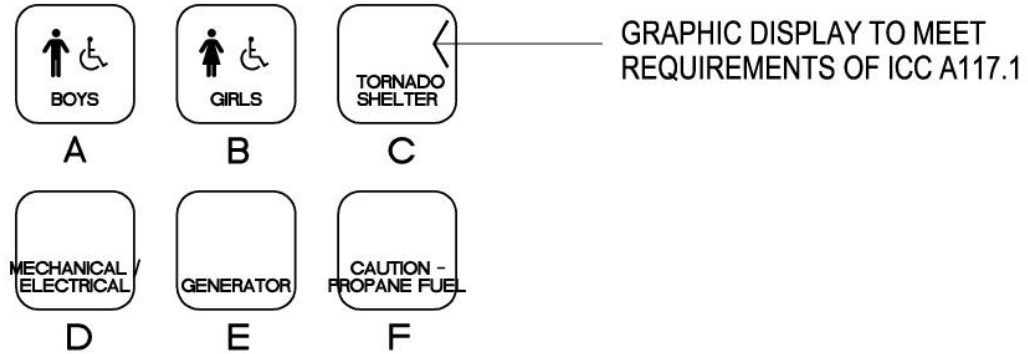 BOYS
GIRLS
TORNADO
SHELTER
GRAPHIC DISPLAY TO MEET
REQUIREMENTS OF ICC A117.1
A
B
C
MECHANICAL /
ELECTRICAL
GENERATOR
CAUTION -
PROPANE FUEL
D
E
F